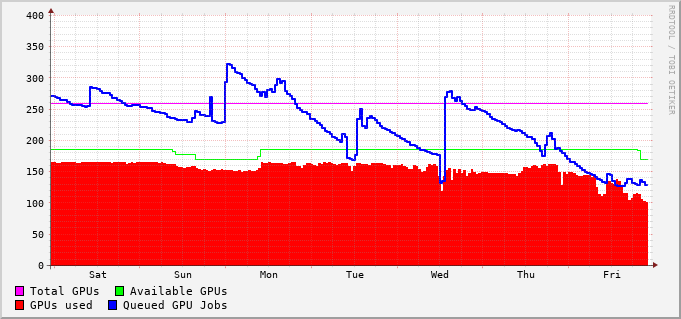 400
350
300
250
200
150
100
50
0
Sat Sun Mon Tue Wed Thu Fri
Total GPUs Available GPUs
GPUs used Queued GPU Jobs
RRDTOOL / TOBI OETIKER